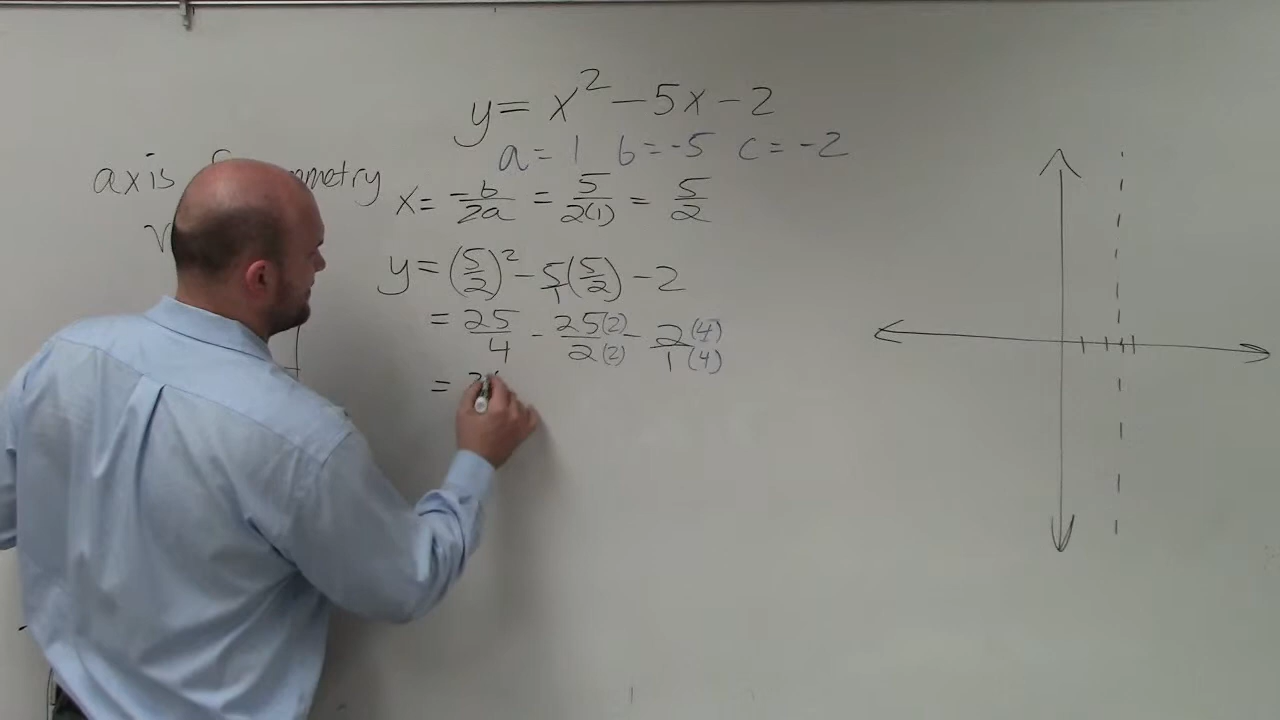 y = x² - 5x - 2
a = 1 b = -5 c = -2
axis mmetry
x = -b/2a = 5/2(1) = 5/2
y = (5/2)² - 5/1(5/2) - 2
= 25/4 - 25(2)/2(2) - 2(4)/1(4)
=